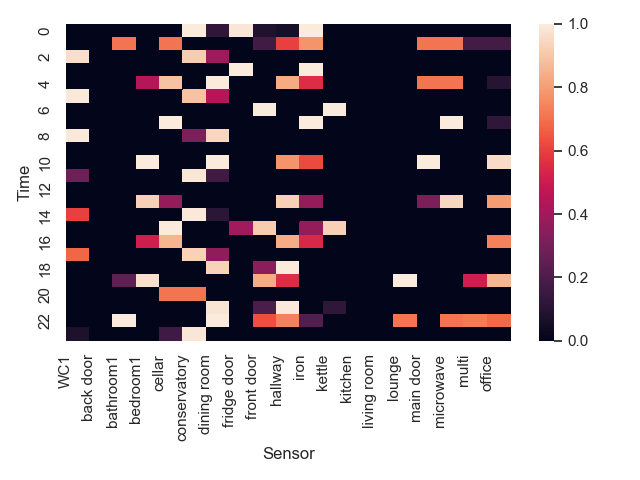 0
2
4
6
8
10
12
14
16
18
20
22
Time
WC1
back door
bathroom1
bedroom1
cellar
conservatory
dining room
fridge door
front door
hallway
iron
kettle
kitchen
living room
lounge
main door
microwave
multi
office
Sensor
1.0
0.8
0.6
0.4
0.2
0.0